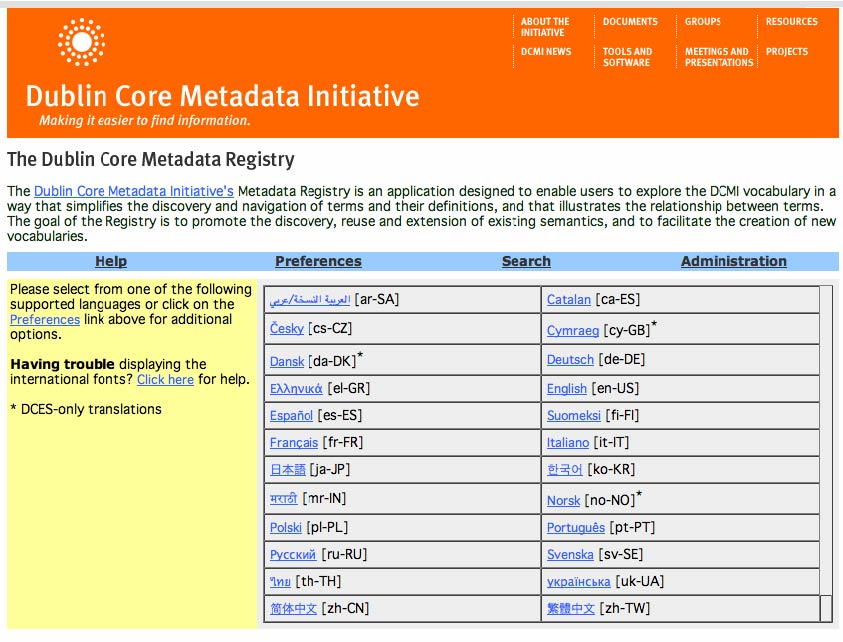 ABOUT THE INITIATIVE
DOCUMENTS
GROUPS
RESOURCES
DCMI NEWS
TOOLS AND SOFTWARE
MEETINGS AND PRESENTATIONS
PROJECTS
Dublin Core Metadata Initiative
Making it easier to find information.
The Dublin Core Metadata Registry
The Dublin Core Metadata Initiative's Metadata Registry is an application designed to enable users to explore the DCMI vocabulary in a
way that simplifies the discovery and navigation of terms and their definitions, and that illustrates the relationship between terms.
The goal of the Registry is to promote the discovery, reuse and extension of existing semantics, and to facilitate the creation of new
vocabularies.
Help Preferences Search Administration
Please select from one of the following
supported languages or click on the
Preferences link above for additional
options.
Having trouble displaying the
international fonts? Click here for help.
* DCES-only translations
العربية النسخة/عربي [ar-SA] Catalan [ca-ES]
Česky [cs-CZ] Cymraeg [cy-GB]*
Dansk [da-DK]* Deutsch [de-DE]
Ελληνικά [el-GR] English [en-US]
Español [es-ES] Suomeksi [fi-FI]
Français [fr-FR] Italiano [it-IT]
日本語 [ja-JP] 한국어 [ko-KR]
मराठी [mr-IN] Norsk [no-NO]*
Polski [pl-PL] Português [pt-PT]
Русский [ru-RU] Svenska [sv-SE]
ไทย [th-TH] українська [uk-UA]
简体中文 [zh-CN] 繁體中文 [zh-TW]